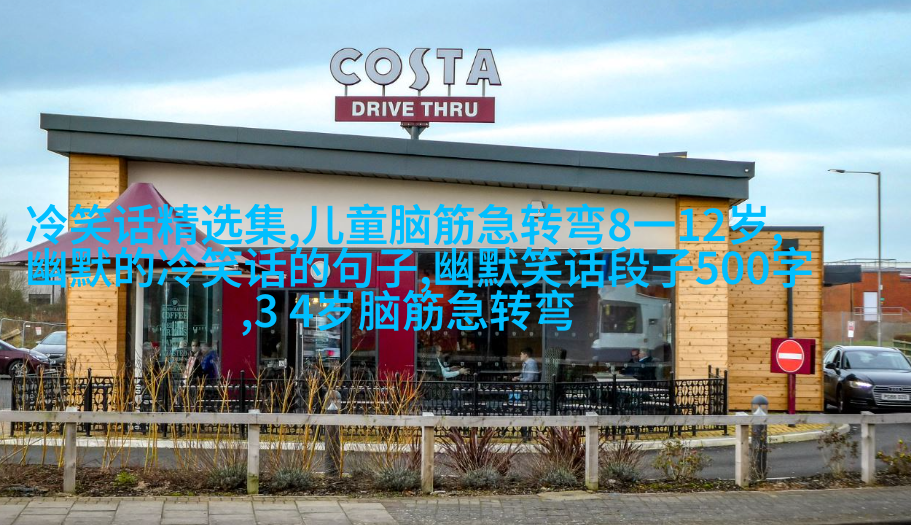 COSTA
DRIVE THRU
冷笑话精选集,儿童脑筋急转弯8一12岁,
幽默的冷笑话的句子,幽默笑话段子500字
,3 4岁脑筋急转弯
COFFEE